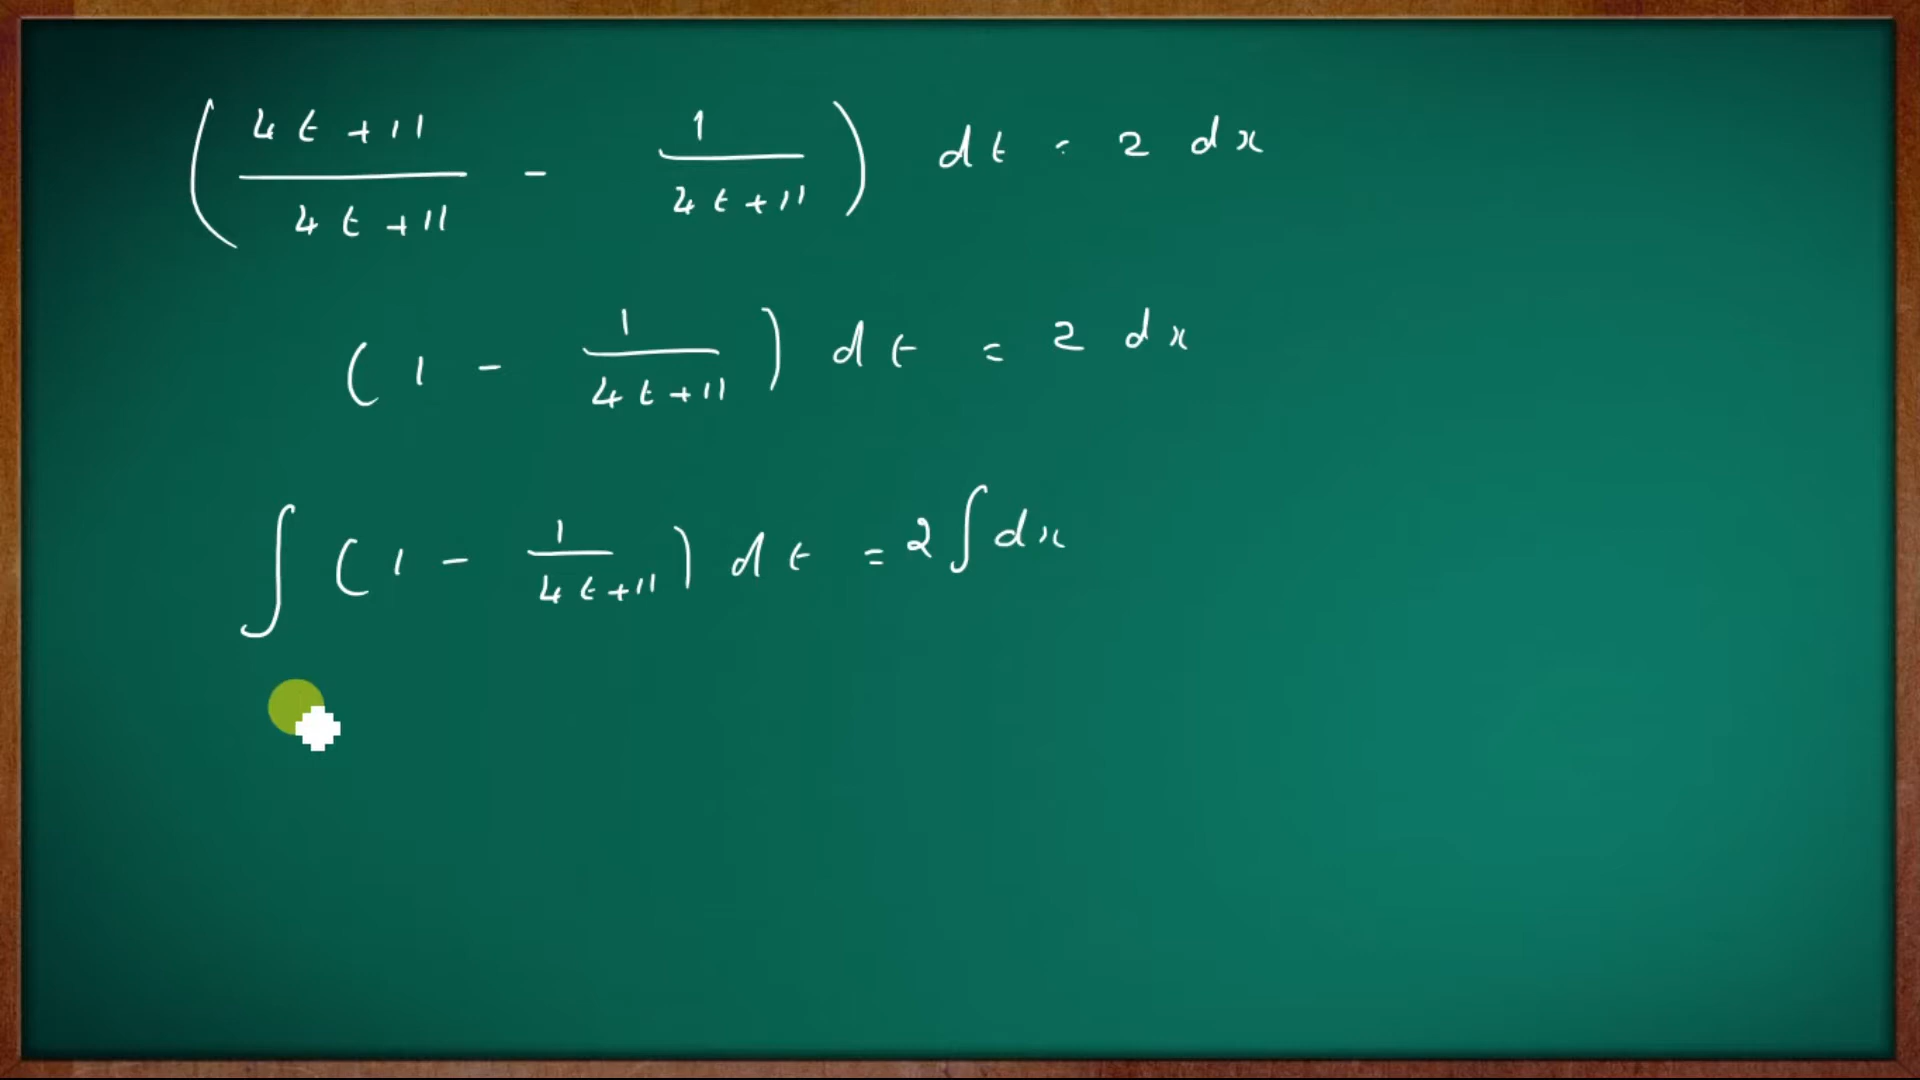 ( (4t+11)/(4t+11) - 1/(4t+11) ) dt = 2 dx
( 1 - 1/(4t+11) ) dt = 2 dx
∫ ( 1 - 1/(4t+11) ) dt = 2 ∫ dx